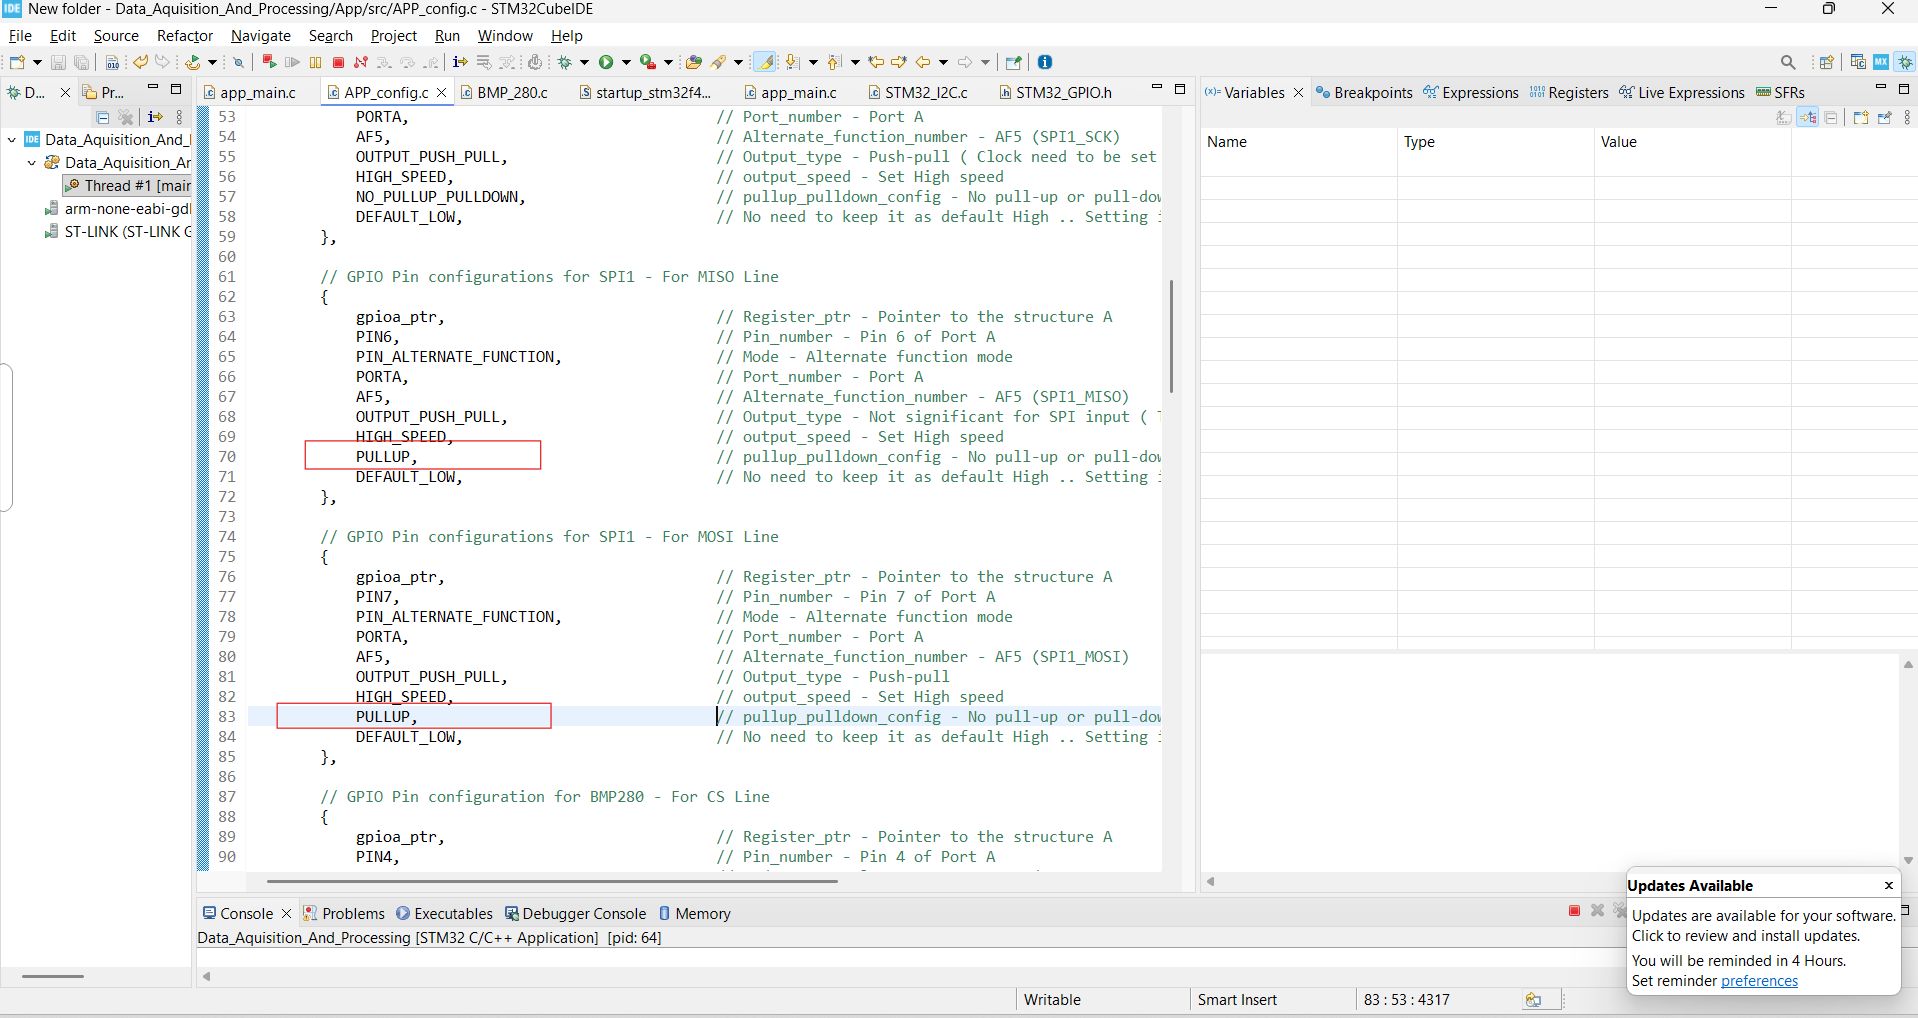 IDE New folder - Data_Aquisition_And_Processing/App/src/APP_config.c - STM32CubeIDE
File Edit Source Refactor Navigate Search Project Run Window Help
D... Pr...
app_main.c APP_config.c BMP_280.c startup_stm32f4... app_main.c STM32_I2C.c STM32_GPIO.h
(x)= Variables Breakpoints Expressions Registers Live Expressions SFRs
IDE Data_Aquisition_And_
Data_Aquisition_Ar
Thread #1 [mair
arm-none-eabi-gdl
ST-LINK (ST-LINK G
53 PORTA, // Port_number - Port A
54 AF5, // Alternate_function_number - AF5 (SPI1_SCK)
55 OUTPUT_PUSH_PULL, // Output_type - Push-pull ( Clock need to be set
56 HIGH_SPEED, // output_speed - Set High speed
57 NO_PULLUP_PULLDOWN, // pullup_pulldown_config - No pull-up or pull-dow
58 DEFAULT_LOW, // No need to keep it as default High .. Setting i
59 },
60
61 // GPIO Pin configurations for SPI1 - For MISO Line
62 {
63 gpioa_ptr, // Register_ptr - Pointer to the structure A
64 PIN6, // Pin_number - Pin 6 of Port A
65 PIN_ALTERNATE_FUNCTION, // Mode - Alternate function mode
66 PORTA, // Port_number - Port A
67 AF5, // Alternate_function_number - AF5 (SPI1_MISO)
68 OUTPUT_PUSH_PULL, // Output_type - Not significant for SPI input ( T
69 HIGH_SPEED, // output_speed - Set High speed
70 PULLUP, // pullup_pulldown_config - No pull-up or pull-dow
71 DEFAULT_LOW, // No need to keep it as default High .. Setting i
72 },
73
74 // GPIO Pin configurations for SPI1 - For MOSI Line
75 {
76 gpioa_ptr, // Register_ptr - Pointer to the structure A
77 PIN7, // Pin_number - Pin 7 of Port A
78 PIN_ALTERNATE_FUNCTION, // Mode - Alternate function mode
79 PORTA, // Port_number - Port A
80 AF5, // Alternate_function_number - AF5 (SPI1_MOSI)
81 OUTPUT_PUSH_PULL, // Output_type - Push-pull
82 HIGH_SPEED, // output_speed - Set High speed
83 PULLUP, // pullup_pulldown_config - No pull-up or pull-dow
84 DEFAULT_LOW, // No need to keep it as default High .. Setting i
85 },
86
87 // GPIO Pin configuration for BMP280 - For CS Line
88 {
89 gpioa_ptr, // Register_ptr - Pointer to the structure A
90 PIN4, // Pin_number - Pin 4 of Port A
Name Type Value
Console Problems Executables Debugger Console Memory
Data_Aquisition_And_Processing [STM32 C/C++ Application] [pid: 64]
Updates Available
Updates are available for your software.
Click to review and install updates.
You will be reminded in 4 Hours.
Set reminder preferences
Writable Smart Insert 83 : 53 : 4317